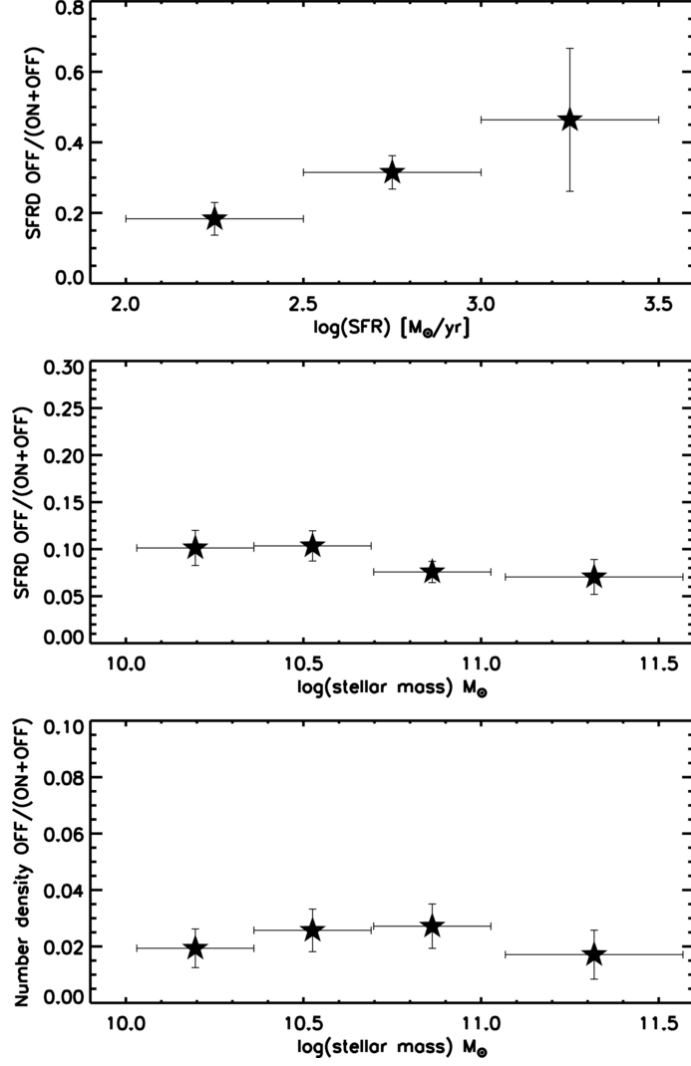 0.8
0.6
0.4
0.2
0.0
SFRD OFF/(ON+OFF)
2.0 2.5 3.0 3.5
log(SFR) [M⊙/yr]
0.30
0.25
0.20
0.15
0.10
0.05
0.00
SFRD OFF/(ON+OFF)
10.0 10.5 11.0 11.5
log(stellar mass) M⊙
0.10
0.08
0.06
0.04
0.02
0.00
Number density OFF/(ON+OFF)
10.0 10.5 11.0 11.5
log(stellar mass) M⊙